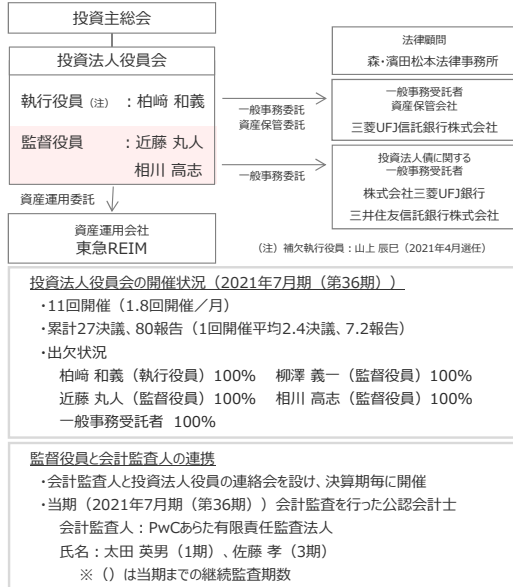 投資主総会
投資法人役員会
執行役員（注）：柏﨑 和義
監督役員　：近藤 丸人
相川 高志
資産運用委託
資産運用会社
東急REIM
一般事務委託
資産保管委託
一般事務委託
法律顧問
森・濱田松本法律事務所
一般事務受託者
資産保管会社
三菱UFJ信託銀行株式会社
投資法人債に関する
一般事務受託者
株式会社三菱UFJ銀行
三井住友信託銀行株式会社
（注）補欠執行役員：山上 辰巳（2021年4月選任）
投資法人役員会の開催状況（2021年7月期（第36期））
・11回開催（1.8回開催／月）
・累計27決議、80報告（1回開催平均2.4決議、7.2報告）
・出欠状況
柏﨑 和義（執行役員）100%　柳澤 義一（監督役員）100%
近藤 丸人（監督役員）100%　相川 高志（監督役員）100%
一般事務受託者 100%
監督役員と会計監査人の連携
・会計監査人と投資法人役員の連絡会を設け、決算期毎に開催
・当期（2021年7月期（第36期））会計監査を行った公認会計士
会計監査人：PwCあらた有限責任監査法人
氏名：太田 英男（1期）、佐藤 孝（3期）
※（）は当期までの継続監査期数